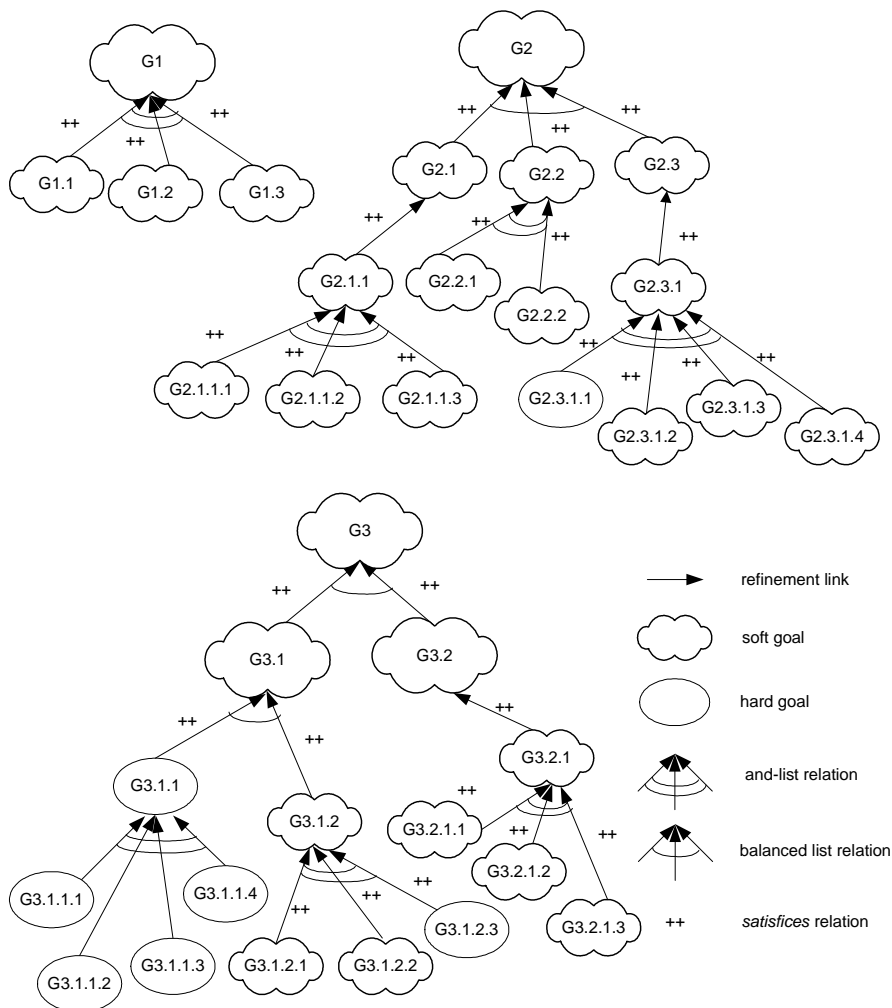 G1
++
++
++
G1.1
G1.2
G1.3
G2
++
++
++
G2.1
G2.2
G2.3
++
++
++
++
G2.1.1
G2.2.1
G2.2.2
G2.3.1
++
++
++
G2.1.1.1
G2.1.1.2
G2.1.1.3
++
++
++
++
G2.3.1.1
G2.3.1.2
G2.3.1.3
G2.3.1.4
G3
++
++
G3.1
G3.2
++
++
++
G3.1.1
G3.1.2
G3.2.1
G3.1.1.1
G3.1.1.2
G3.1.1.3
G3.1.1.4
++
++
++
G3.1.2.1
G3.1.2.2
G3.1.2.3
++
++
++
G3.2.1.1
G3.2.1.2
G3.2.1.3
refinement link
soft goal
hard goal
and-list relation
balanced list relation
++ satisfices relation